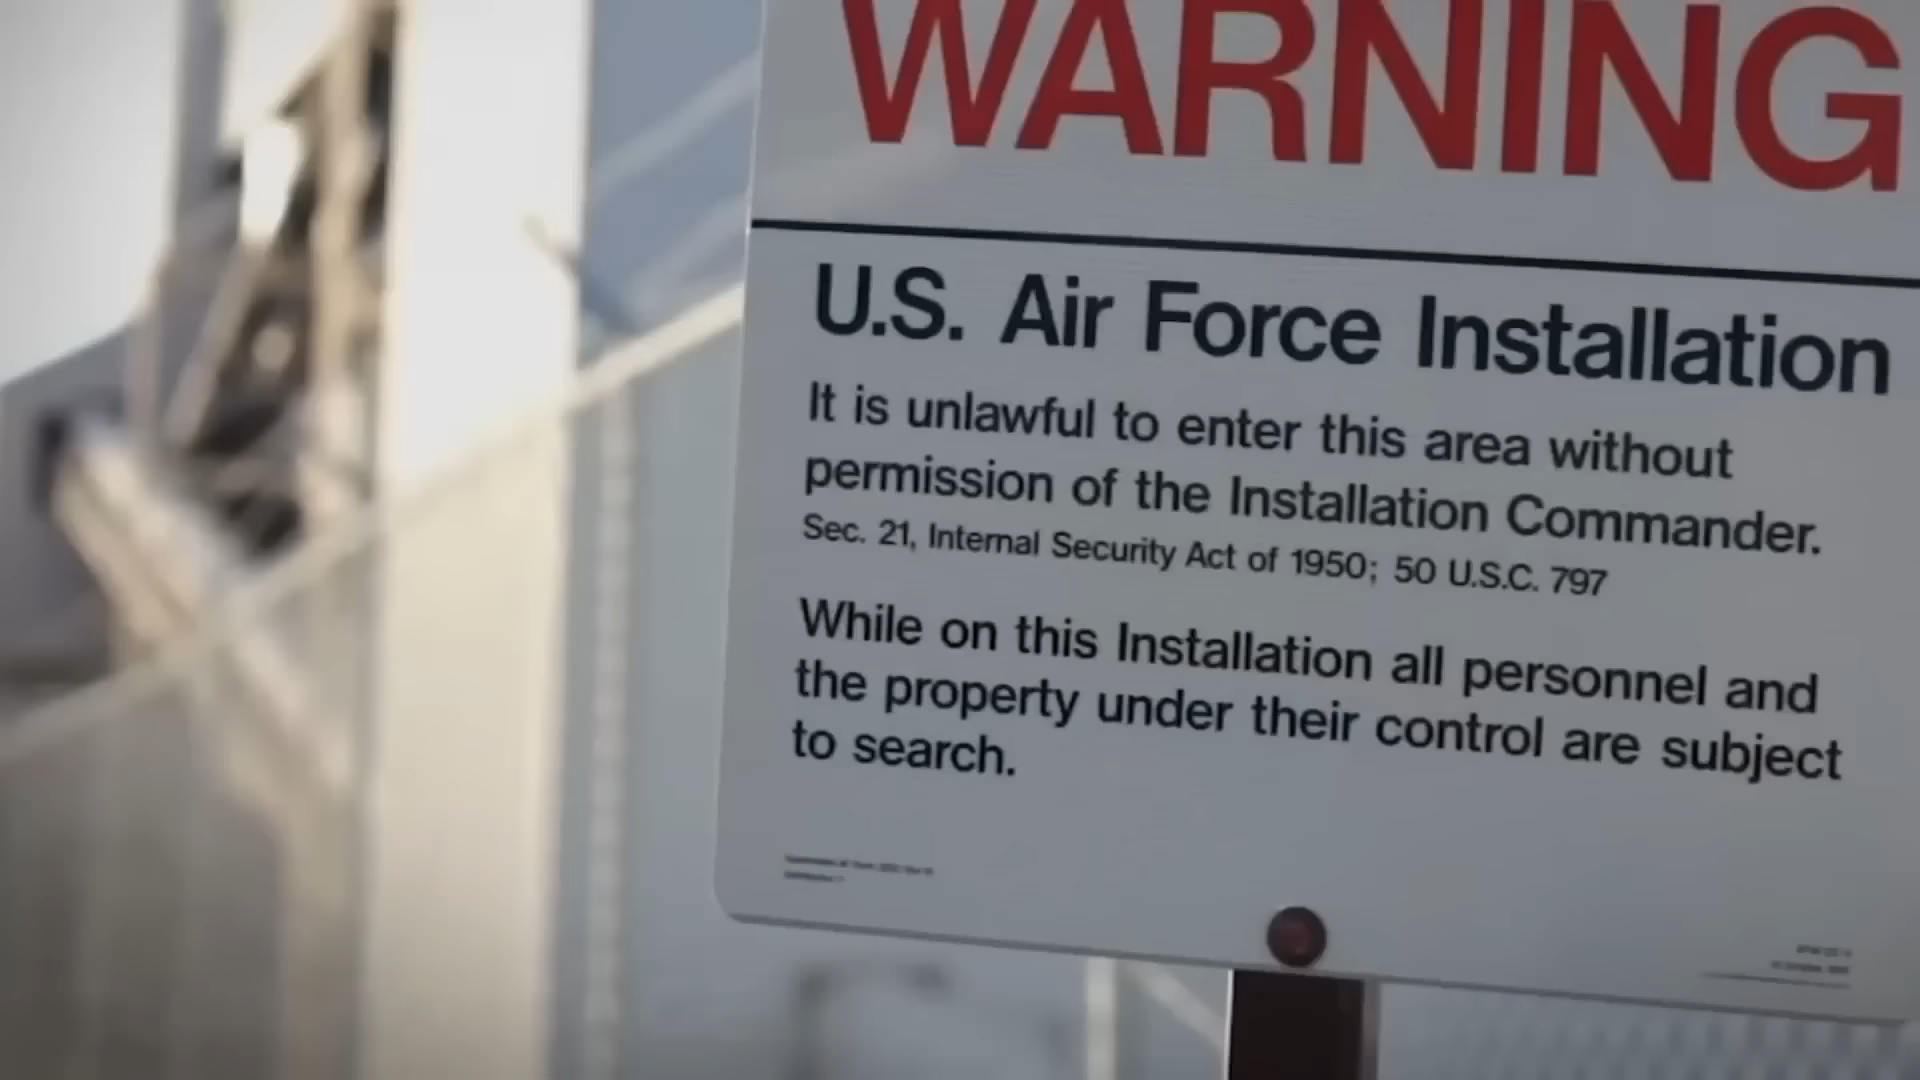 WARNING
U.S. Air Force Installation
It is unlawful to enter this area without
permission of the Installation Commander.
Sec. 21, Internal Security Act of 1950; 50 U.S.C. 797
While on this Installation all personnel and
the property under their control are subject
to search.